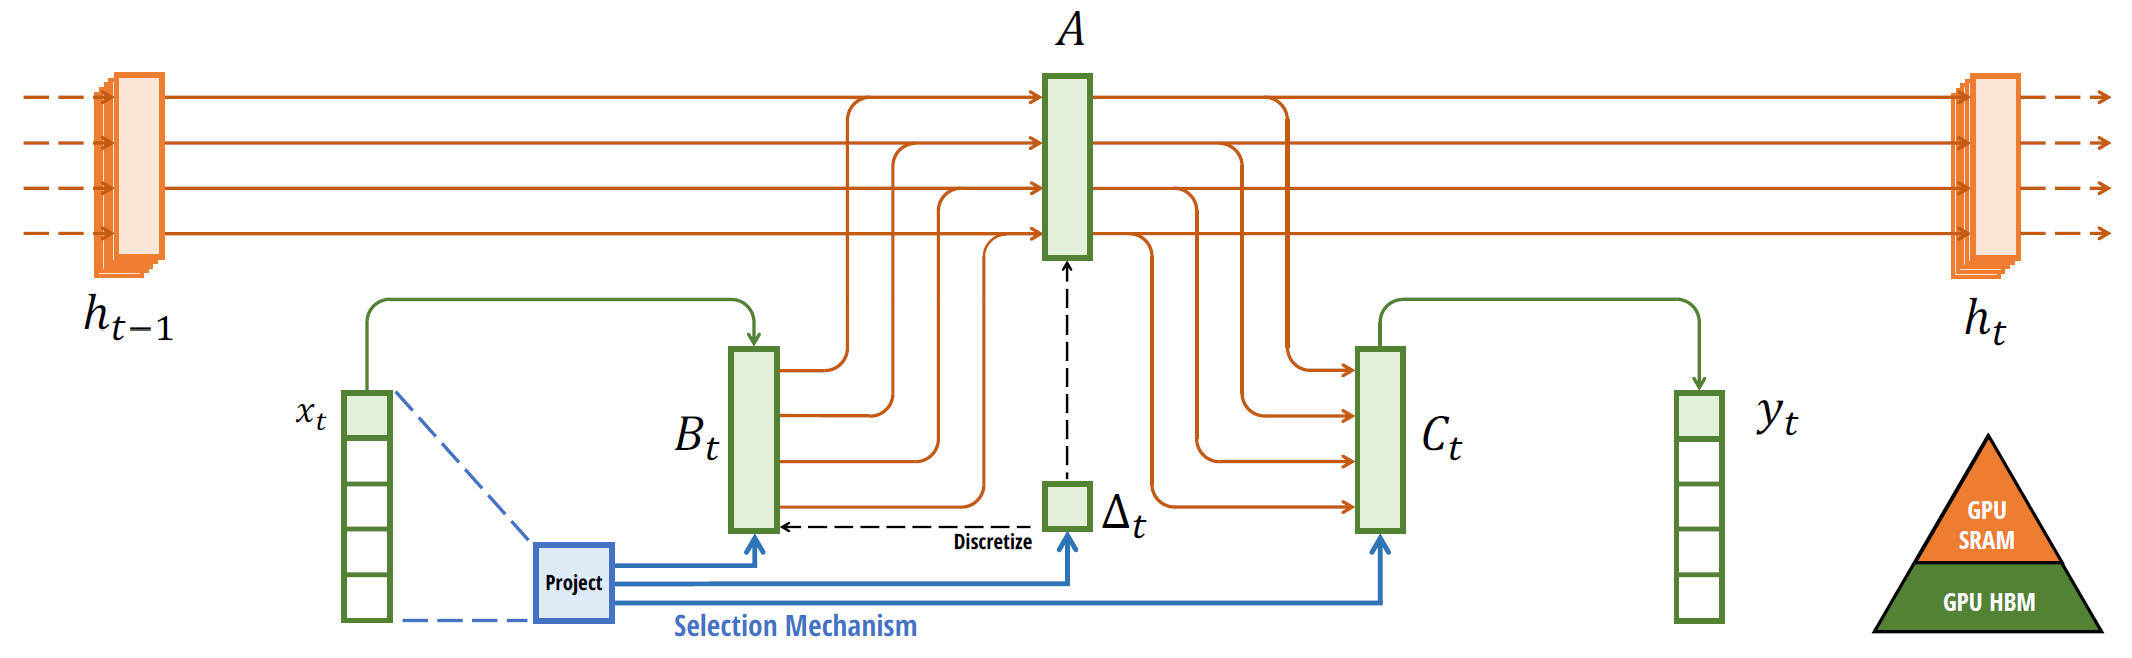 A
h_{t-1}
h_t
x_t
B_t
C_t
y_t
Δ_t
Discretize
Project
Selection Mechanism
GPU
SRAM
GPU HBM